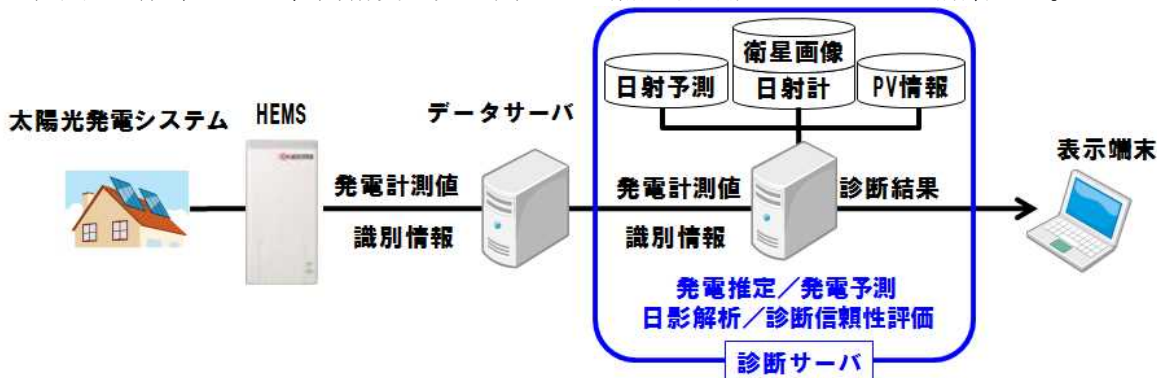 衛星画像
日射予測
日射計
PV情報
太陽光発電システム
HEMS
データサーバ
表示端末
発電計測値
識別情報
発電計測値
識別情報
診断結果
発電推定/発電予測
日影解析/診断信頼性評価
診断サーバ